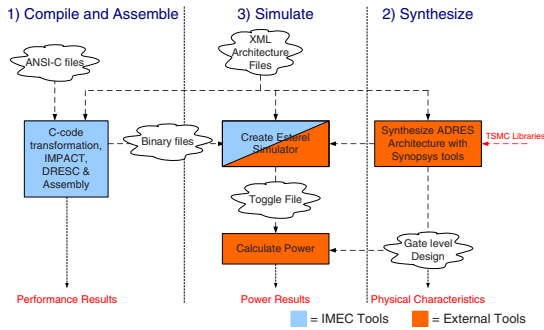 1) Compile and Assemble
3) Simulate
2) Synthesize
ANSI-C files
XML
Architecture
Files
C-code
transformation,
IMPACT,
DRESC &
Assembly
Binary files
Create Esterel
Simulator
Synthesize ADRES
Architecture with
Synopsys tools
TSMC Libraries
Toggle File
Calculate Power
Gate level
Design
Performance Results
Power Results
Physical Characteristics
= IMEC Tools
= External Tools